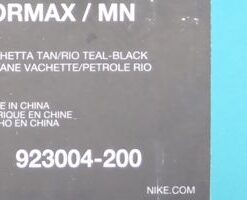 ORMAX / MN
HETTA TAN/RIO TEAL-BLACK
ANE VACHETTE/PETROLE RIO
E IN CHINA
RIQUE EN CHINE
HO EN CHINA
923004-200
NIKE.COM